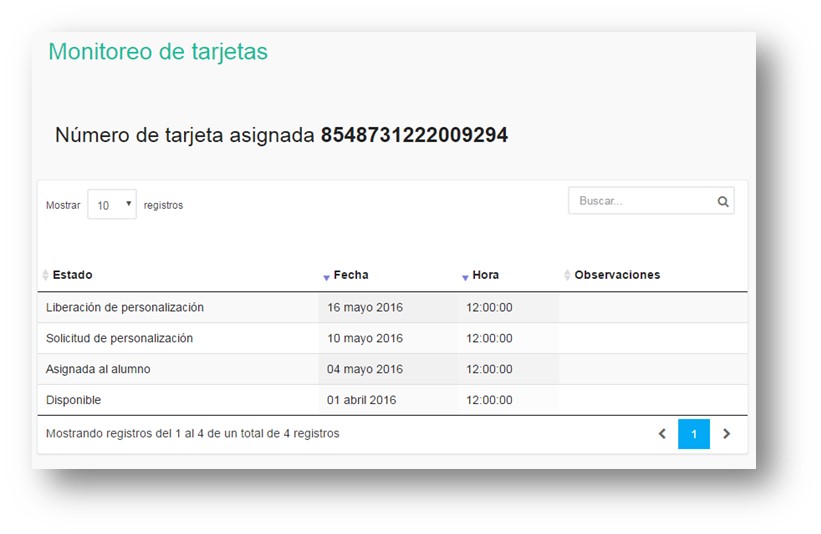 Monitoreo de tarjetas
Número de tarjeta asignada 8548731222009294
Mostrar 10 registros Buscar...
Estado Fecha Hora Observaciones
Liberación de personalización 16 mayo 2016 12:00:00
Solicitud de personalización 10 mayo 2016 12:00:00
Asignada al alumno 04 mayo 2016 12:00:00
Disponible 01 abril 2016 12:00:00
Mostrando registros del 1 al 4 de un total de 4 registros 1